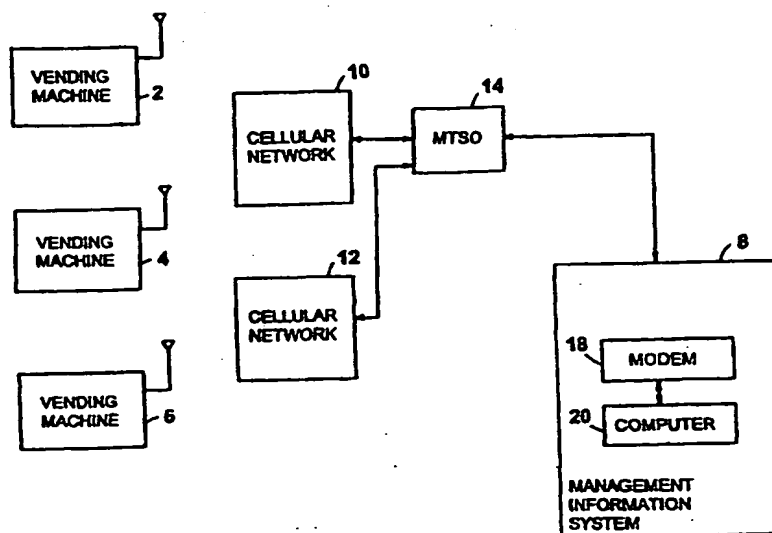 VENDING
MACHINE
2
VENDING
MACHINE
4
VENDING
MACHINE
6
10
CELLULAR
NETWORK
12
CELLULAR
NETWORK
14
MTSO
8
18
MODEM
20
COMPUTER
MANAGEMENT
INFORMATION
SYSTEM